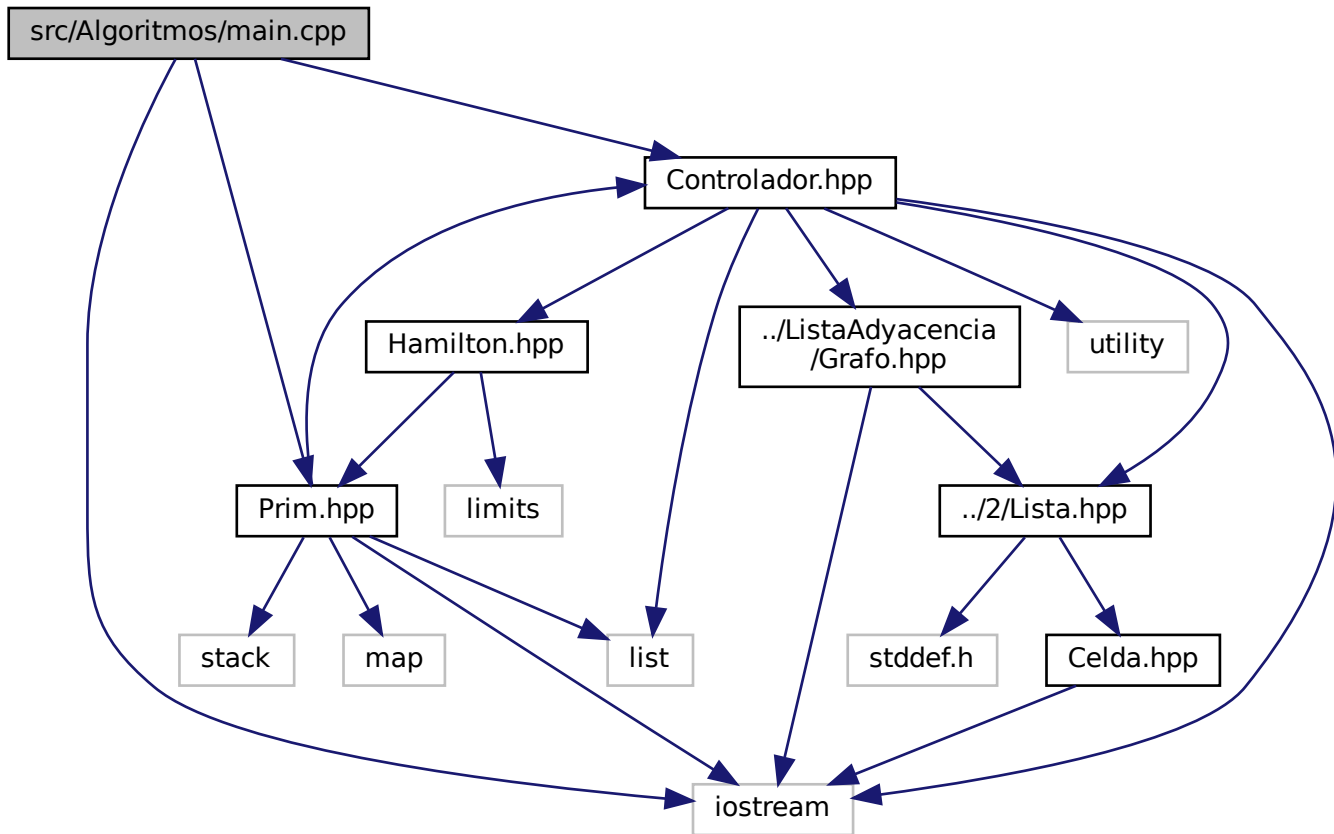 src/Algoritmos/main.cpp
Controlador.hpp
Hamilton.hpp
../ListaAdyacencia
/Grafo.hpp
utility
Prim.hpp
limits
../2/Lista.hpp
stack
map
list
stddef.h
Celda.hpp
iostream